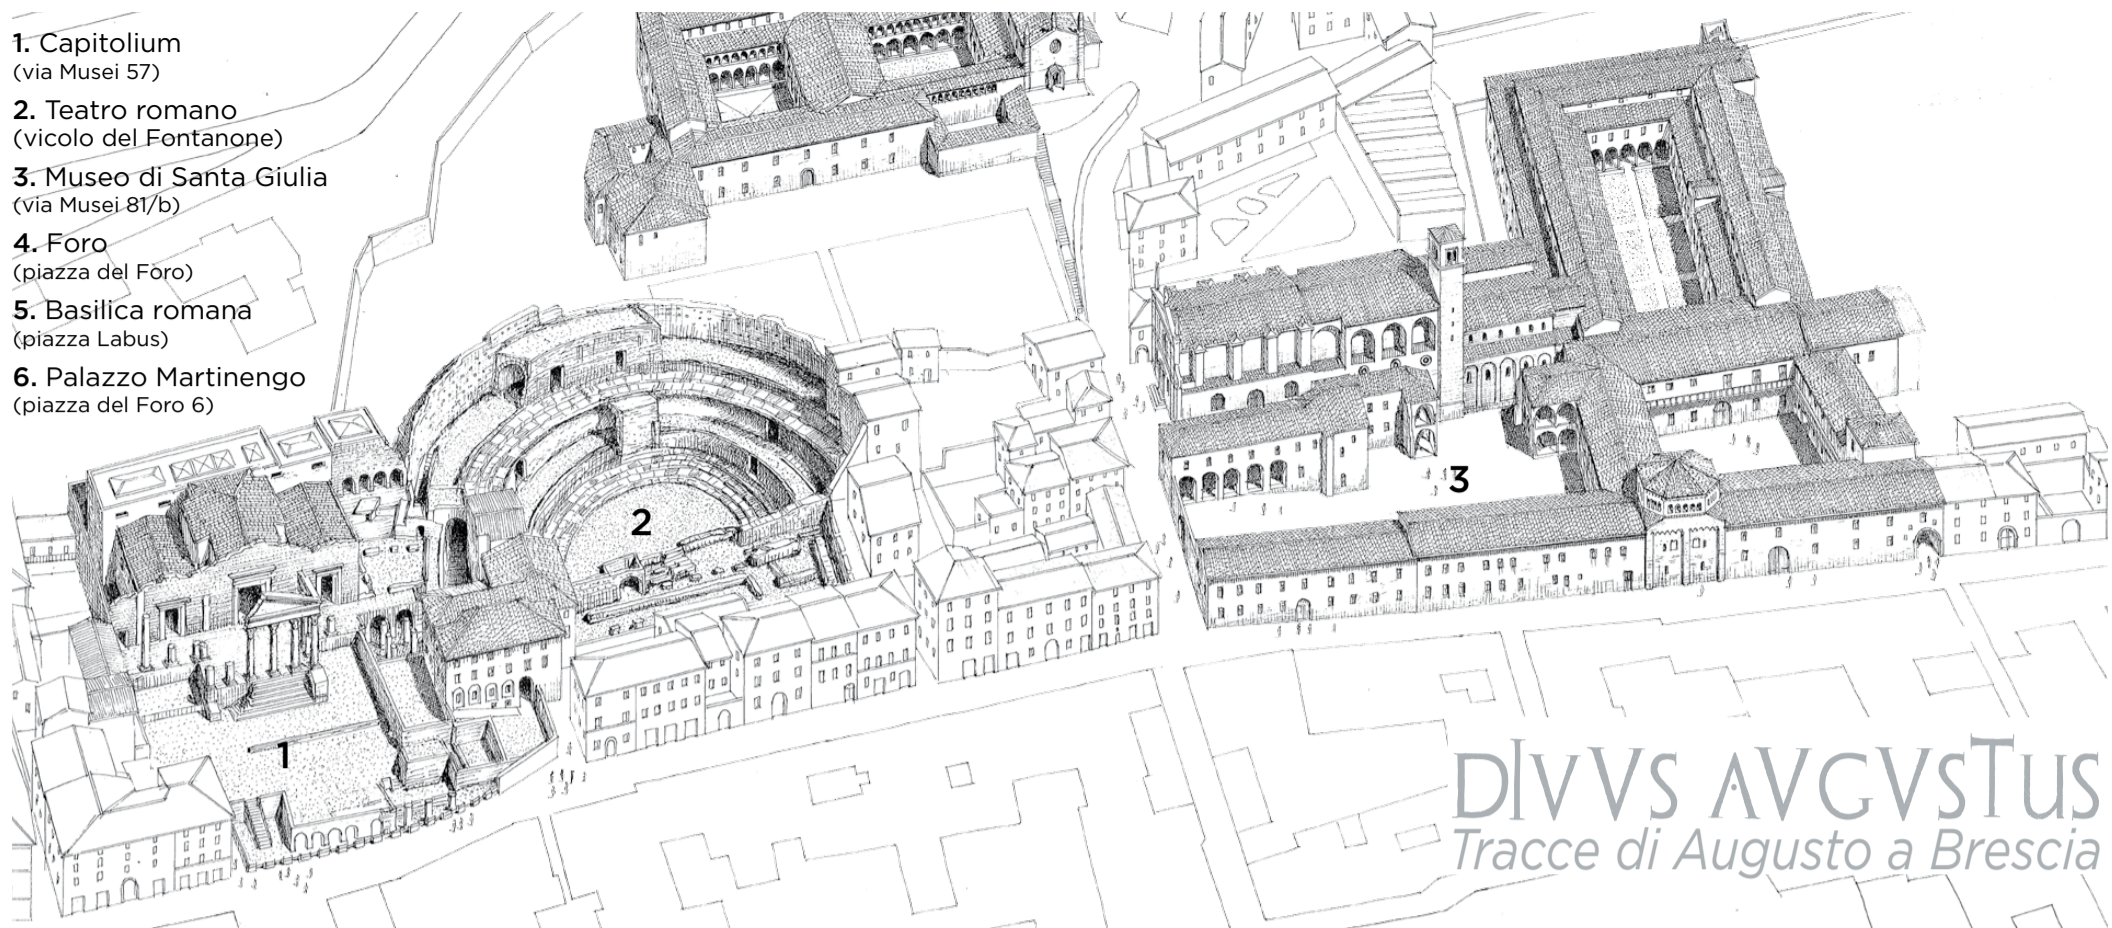 1. Capitolium
(via Musei 57)
2. Teatro romano
(vicolo del Fontanone)
3. Museo di Santa Giulia
(via Musei 81/b)
4. Foro
(piazza del Foro)
5. Basilica romana
(piazza Labus)
6. Palazzo Martinengo
(piazza del Foro 6)
3
2
1
DIVVS AVGVSTUS
Tracce di Augusto a Brescia